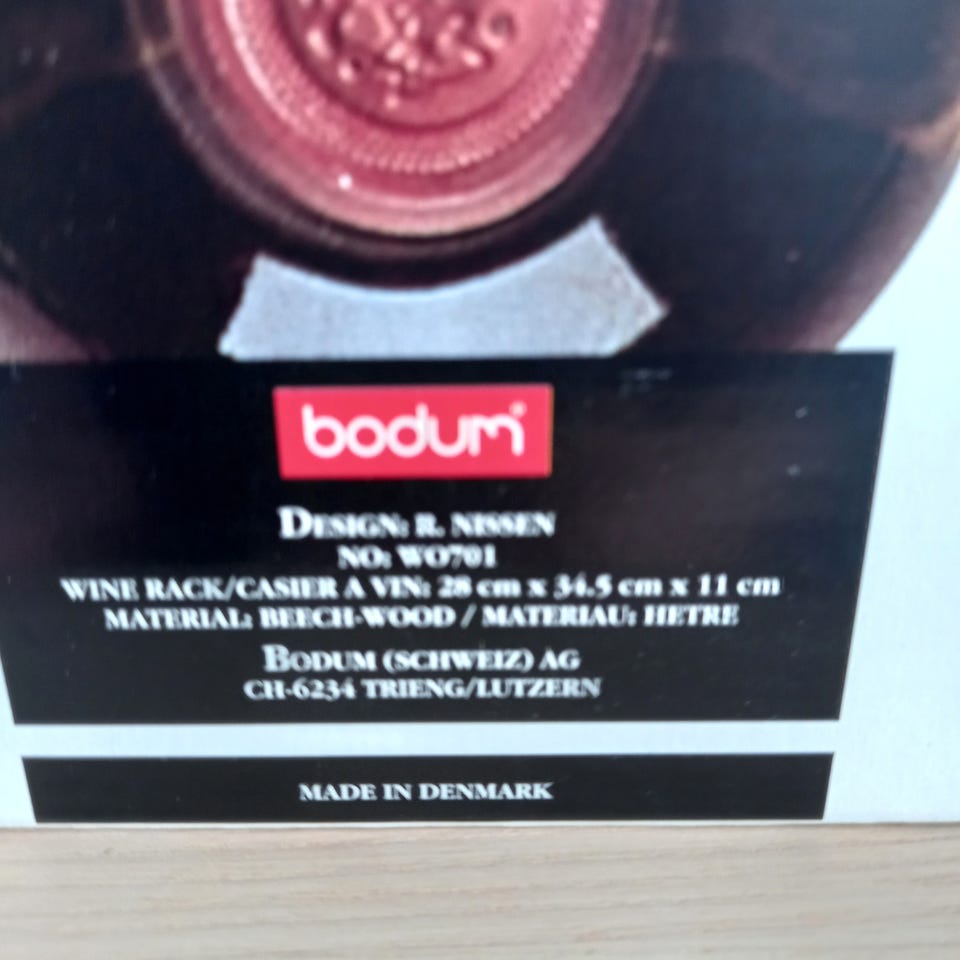 bodum®
DESIGN: R. NISSEN
NO: WO701
WINE RACK/CASIER A VIN: 28 cm x 34.5 cm x 11 cm
MATERIAL: BEECH-WOOD / MATERIAU: HETRE
BODUM (SCHWEIZ) AG
CH-6234 TRIENG/LUTZERN
MADE IN DENMARK